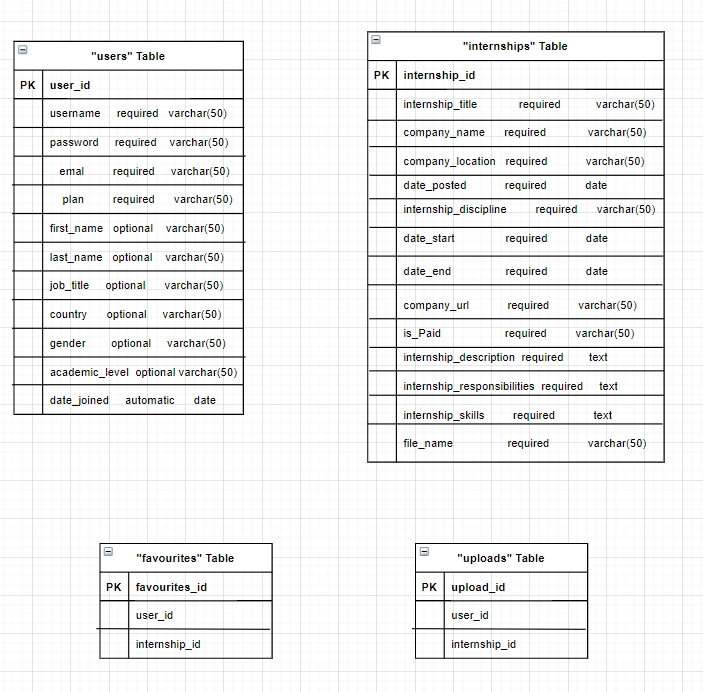 "users" Table
PK user_id
username required varchar(50)
password required varchar(50)
emal required varchar(50)
plan required varchar(50)
first_name optional varchar(50)
last_name optional varchar(50)
job_title optional varchar(50)
country optional varchar(50)
gender optional varchar(50)
academic_level optional varchar(50)
date_joined automatic date
"internships" Table
PK internship_id
internship_title required varchar(50)
company_name required varchar(50)
company_location required varchar(50)
date_posted required date
internship_discipline required varchar(50)
date_start required date
date_end required date
company_url required varchar(50)
is_Paid required varchar(50)
internship_description required text
internship_responsibilities required text
internship_skills required text
file_name required varchar(50)
"favourites" Table
PK favourites_id
user_id
internship_id
"uploads" Table
PK upload_id
user_id
internship_id